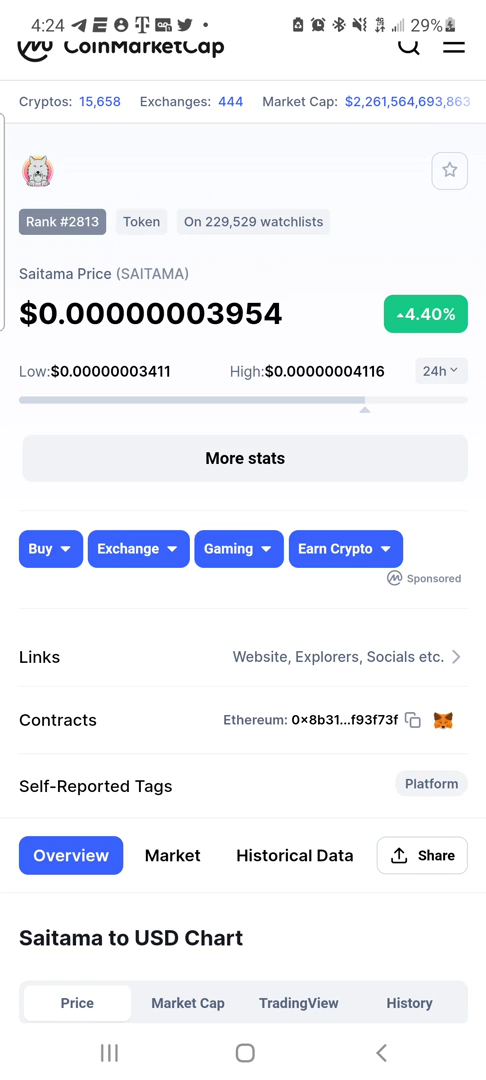 4:24 29%
CoinMarketCap
Cryptos: 15,658 Exchanges: 444 Market Cap: $2,261,564,693,863
Rank #2813 Token On 229,529 watchlists
Saitama Price (SAITAMA)
$0.00000003954 4.40%
Low:$0.00000003411 High:$0.00000004116 24h
More stats
Buy Exchange Gaming Earn Crypto
Sponsored
Links Website, Explorers, Socials etc.
Contracts Ethereum: 0x8b31...f93f73f
Self-Reported Tags Platform
Overview Market Historical Data Share
Saitama to USD Chart
Price Market Cap TradingView History